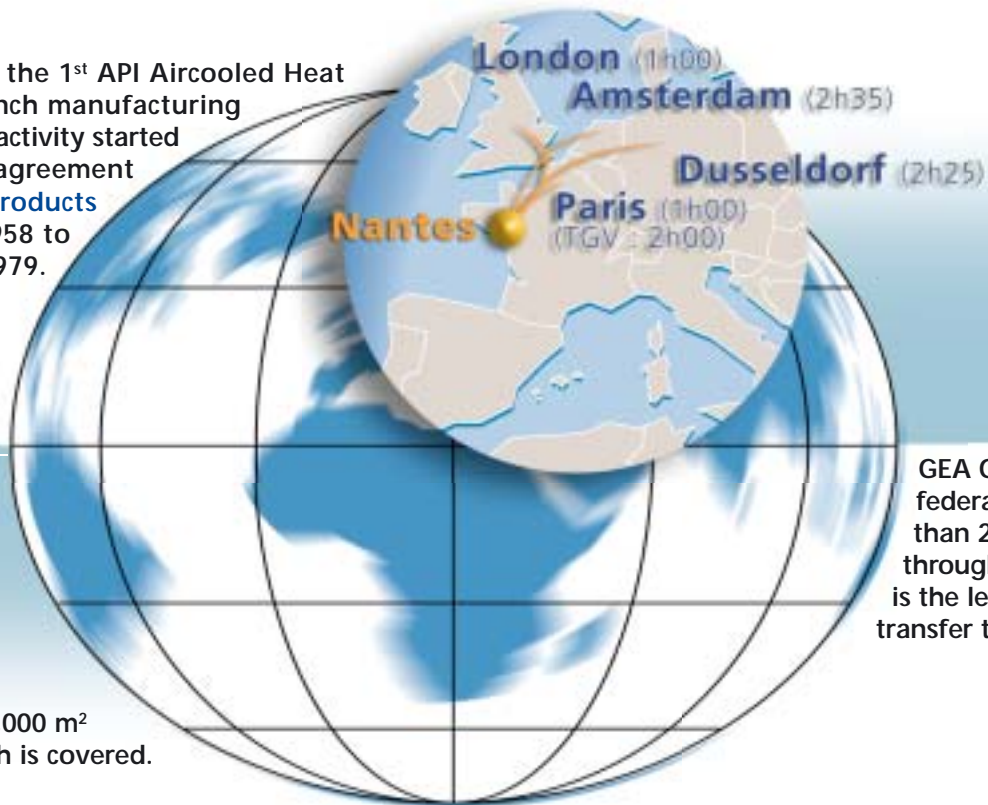 the 1st API Aircooled Heat
nch manufacturing
activity started
agreement
roducts
958 to
979.
London (1h00)
Amsterdam (2h35)
Dusseldorf (2h25)
Nantes
Paris (1h00)
(TGV : 2h00)
GEA
federa
than 2
through
is the le
transfer t
000 m²
h is covered.